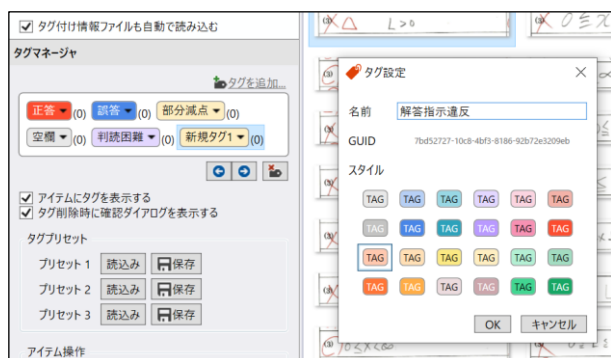 タグ付け情報ファイルも自動で読み込む
タグマネージャ
タグを追加...
正答 (0) 誤答 (0) 部分減点 (0)
空欄 (0) 判読困難 (0) 新規タグ1 (0)
アイテムにタグを表示する
タグ削除時に確認ダイアログを表示する
タグプリセット
プリセット 1 読込み 保存
プリセット 2 読込み 保存
プリセット 3 読込み 保存
アイテム操作
L>0
タグ設定
名前 解答指示違反
GUID 7bd52727-10c8-4bf3-8186-92b72e3209eb
スタイル
TAG TAG TAG TAG TAG TAG
TAG TAG TAG TAG TAG TAG
TAG TAG TAG TAG TAG TAG
TAG TAG TAG TAG TAG TAG
OK キャンセル